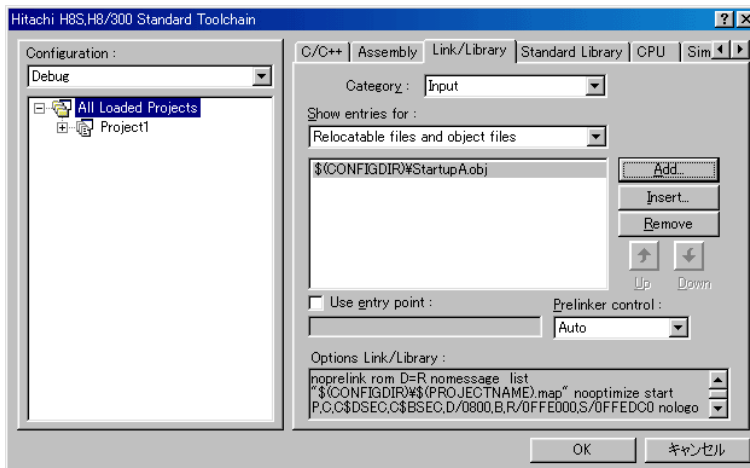 Hitachi H8S,H8/300 Standard Toolchain
Configuration :
Debug
All Loaded Projects
Project1
C/C++ Assembly Link/Library Standard Library CPU Sim
Category : Input
Show entries for :
Relocatable files and object files
$(CONFIGDIR)¥StartupA.obj
Add...
Insert...
Remove
Up Down
Use entry point :
Prelinker control :
Auto
Options Link/Library :
noprelink rom D=R nomessage list
"$(CONFIGDIR)¥$(PROJECTNAME).map" nooptimize start
P,C,C$DSEC,C$BSEC,D/0800,B,R/0FFE000,S/0FFEDC0 nologo
OK キャンセル